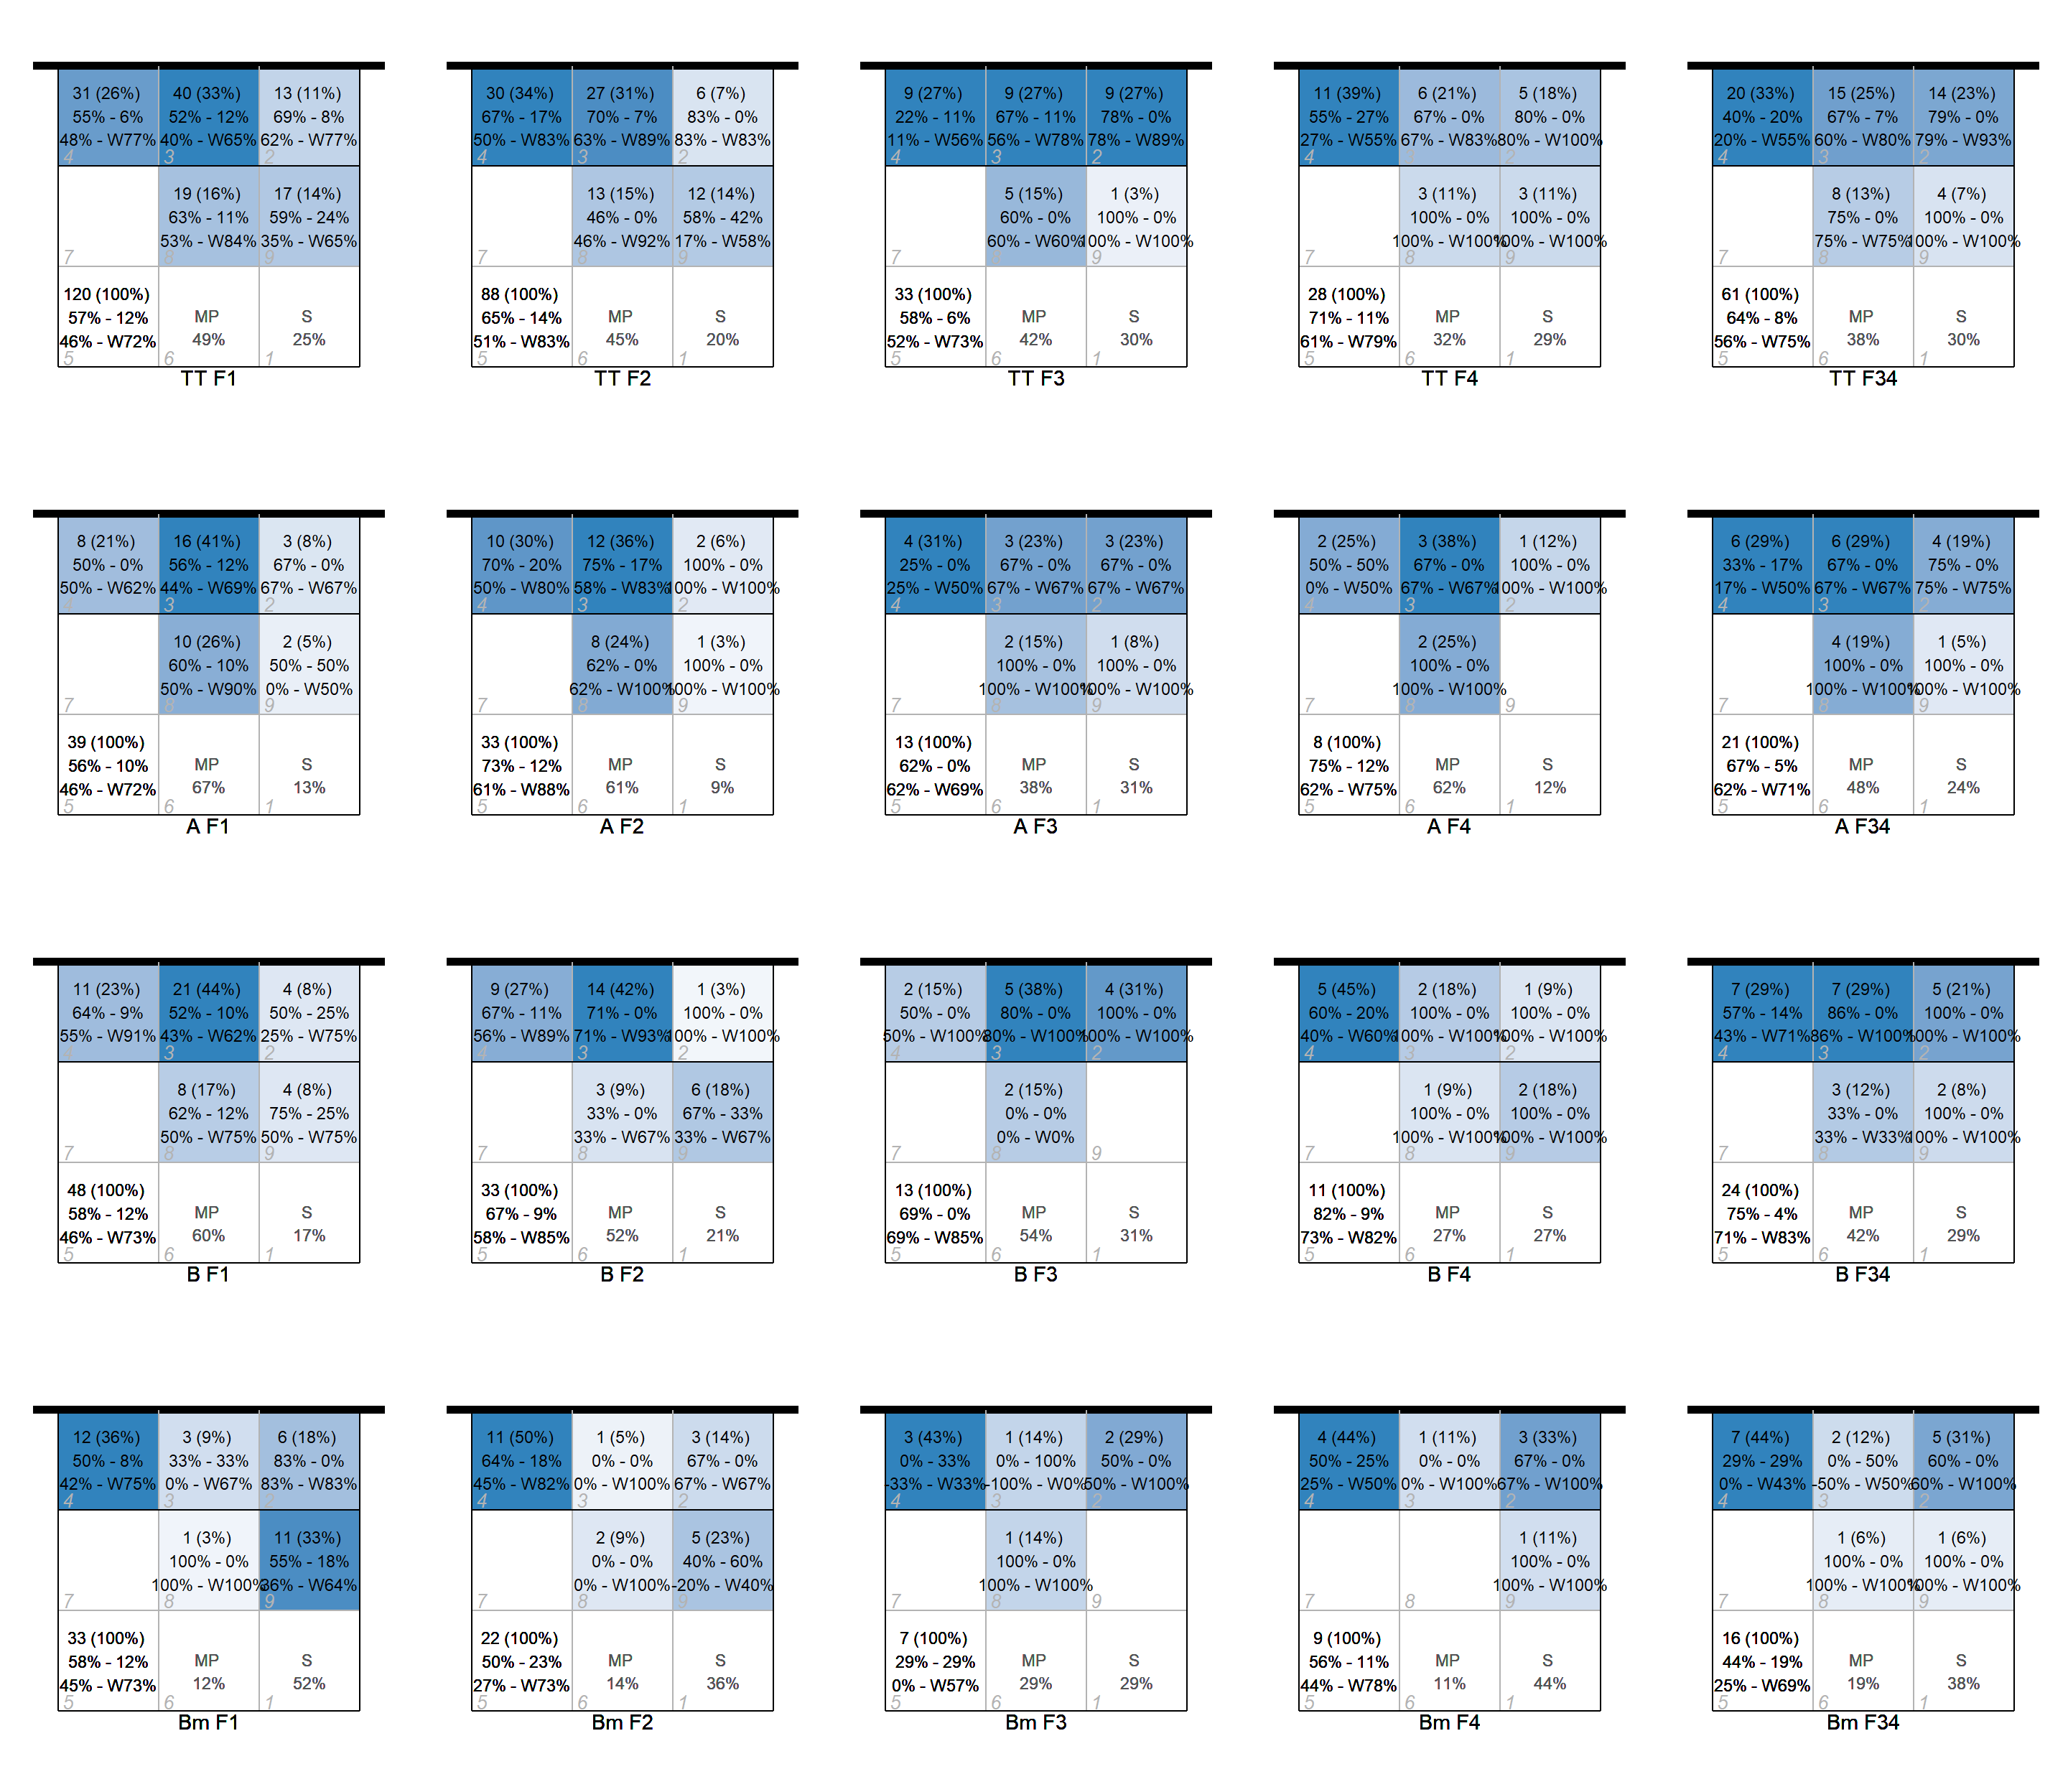 31 (26%)
55% - 6%
48% - W77%
4
40 (33%)
52% - 12%
40% - W65%
3
13 (11%)
69% - 8%
62% - W77%
2
7
19 (16%)
63% - 11%
53% - W84%
8
17 (14%)
59% - 24%
35% - W65%
9
120 (100%)
57% - 12%
46% - W72%
5
MP
49%
6
S
25%
1
TT F1
30 (34%)
67% - 17%
50% - W83%
4
27 (31%)
70% - 7%
63% - W89%
3
6 (7%)
83% - 0%
83% - W83%
2
7
13 (15%)
46% - 0%
46% - W92%
8
12 (14%)
58% - 42%
17% - W58%
9
88 (100%)
65% - 14%
51% - W83%
5
MP
45%
6
S
20%
1
TT F2
9 (27%)
22% - 11%
11% - W56%
4
9 (27%)
67% - 11%
56% - W78%
3
9 (27%)
78% - 0%
78% - W89%
2
7
5 (15%)
60% - 0%
60% - W60%
8
1 (3%)
100% - 0%
100% - W100%
9
33 (100%)
58% - 6%
52% - W73%
5
MP
42%
6
S
30%
1
TT F3
11 (39%)
55% - 27%
27% - W55%
4
6 (21%)
67% - 0%
67% - W83%
3
5 (18%)
80% - 0%
80% - W100%
2
7
3 (11%)
100% - 0%
100% - W100%
8
3 (11%)
100% - 0%
100% - W100%
9
28 (100%)
71% - 11%
61% - W79%
5
MP
32%
6
S
29%
1
TT F4
20 (33%)
40% - 20%
20% - W55%
4
15 (25%)
67% - 7%
60% - W80%
3
14 (23%)
79% - 0%
79% - W93%
2
7
8 (13%)
75% - 0%
75% - W75%
8
4 (7%)
100% - 0%
100% - W100%
9
61 (100%)
64% - 8%
56% - W75%
5
MP
38%
6
S
30%
1
TT F34
8 (21%)
50% - 0%
50% - W62%
4
16 (41%)
56% - 12%
44% - W69%
3
3 (8%)
67% - 0%
67% - W67%
2
7
10 (26%)
60% - 10%
50% - W90%
8
2 (5%)
50% - 50%
0% - W50%
9
39 (100%)
56% - 10%
46% - W72%
5
MP
67%
6
S
13%
1
A F1
10 (30%)
70% - 20%
50% - W80%
4
12 (36%)
75% - 17%
58% - W83%
3
2 (6%)
100% - 0%
100% - W100%
2
7
8 (24%)
62% - 0%
62% - W100%
8
1 (3%)
100% - 0%
100% - W100%
9
33 (100%)
73% - 12%
61% - W88%
5
MP
61%
6
S
9%
1
A F2
4 (31%)
25% - 0%
25% - W50%
4
3 (23%)
67% - 0%
67% - W67%
3
3 (23%)
67% - 0%
67% - W67%
2
7
2 (15%)
100% - 0%
100% - W100%
8
1 (8%)
100% - 0%
100% - W100%
9
13 (100%)
62% - 0%
62% - W69%
5
MP
38%
6
S
31%
1
A F3
2 (25%)
50% - 50%
0% - W50%
4
3 (38%)
67% - 0%
67% - W67%
3
1 (12%)
100% - 0%
100% - W100%
2
7
2 (25%)
100% - 0%
100% - W100%
8
9
8 (100%)
75% - 12%
62% - W75%
5
MP
62%
6
S
12%
1
A F4
6 (29%)
33% - 17%
17% - W50%
4
6 (29%)
67% - 0%
67% - W67%
3
4 (19%)
75% - 0%
75% - W75%
2
7
4 (19%)
100% - 0%
100% - W100%
8
1 (5%)
100% - 0%
100% - W100%
9
21 (100%)
67% - 5%
62% - W71%
5
MP
48%
6
S
24%
1
A F34
11 (23%)
64% - 9%
55% - W91%
4
21 (44%)
52% - 10%
43% - W62%
3
4 (8%)
50% - 25%
25% - W75%
2
7
8 (17%)
62% - 12%
50% - W75%
8
4 (8%)
75% - 25%
50% - W75%
9
48 (100%)
58% - 12%
46% - W73%
5
MP
60%
6
S
17%
1
B F1
9 (27%)
67% - 11%
56% - W89%
4
14 (42%)
71% - 0%
71% - W93%
3
1 (3%)
100% - 0%
100% - W100%
2
7
3 (9%)
33% - 0%
33% - W67%
8
6 (18%)
67% - 33%
33% - W67%
9
33 (100%)
67% - 9%
58% - W85%
5
MP
52%
6
S
21%
1
B F2
2 (15%)
50% - 0%
50% - W100%
4
5 (38%)
80% - 0%
80% - W100%
3
4 (31%)
100% - 0%
100% - W100%
2
7
2 (15%)
0% - 0%
0% - W0%
8
9
13 (100%)
69% - 0%
69% - W85%
5
MP
54%
6
S
31%
1
B F3
5 (45%)
60% - 20%
40% - W60%
4
2 (18%)
100% - 0%
100% - W100%
3
1 (9%)
100% - 0%
100% - W100%
2
7
1 (9%)
100% - 0%
100% - W100%
8
2 (18%)
100% - 0%
100% - W100%
9
11 (100%)
82% - 9%
73% - W82%
5
MP
27%
6
S
27%
1
B F4
7 (29%)
57% - 14%
43% - W71%
4
7 (29%)
86% - 0%
86% - W100%
3
5 (21%)
100% - 0%
100% - W100%
2
7
3 (12%)
33% - 0%
33% - W33%
8
2 (8%)
100% - 0%
100% - W100%
9
24 (100%)
75% - 4%
71% - W83%
5
MP
42%
6
S
29%
1
B F34
12 (36%)
50% - 8%
42% - W75%
4
3 (9%)
33% - 33%
0% - W67%
3
6 (18%)
83% - 0%
83% - W83%
2
7
1 (3%)
100% - 0%
100% - W100%
8
11 (33%)
55% - 18%
36% - W64%
9
33 (100%)
58% - 12%
45% - W73%
5
MP
12%
6
S
52%
1
Bm F1
11 (50%)
64% - 18%
45% - W82%
4
1 (5%)
0% - 0%
0% - W100%
3
3 (14%)
67% - 0%
67% - W67%
2
7
2 (9%)
0% - 0%
0% - W100%
8
5 (23%)
40% - 60%
-20% - W40%
9
22 (100%)
50% - 23%
27% - W73%
5
MP
14%
6
S
36%
1
Bm F2
3 (43%)
0% - 33%
-33% - W33%
4
1 (14%)
0% - 100%
-100% - W0%
3
2 (29%)
50% - 0%
50% - W100%
2
7
1 (14%)
100% - 0%
100% - W100%
8
9
7 (100%)
29% - 29%
0% - W57%
5
MP
29%
6
S
29%
1
Bm F3
4 (44%)
50% - 25%
25% - W50%
4
1 (11%)
0% - 0%
0% - W100%
3
3 (33%)
67% - 0%
67% - W100%
2
7
8
1 (11%)
100% - 0%
100% - W100%
9
9 (100%)
56% - 11%
44% - W78%
5
MP
11%
6
S
44%
1
Bm F4
7 (44%)
29% - 29%
0% - W43%
4
2 (12%)
0% - 50%
-50% - W50%
3
5 (31%)
60% - 0%
60% - W100%
2
7
1 (6%)
100% - 0%
100% - W100%
8
1 (6%)
100% - 0%
100% - W100%
9
16 (100%)
44% - 19%
25% - W69%
5
MP
19%
6
S
38%
1
Bm F34